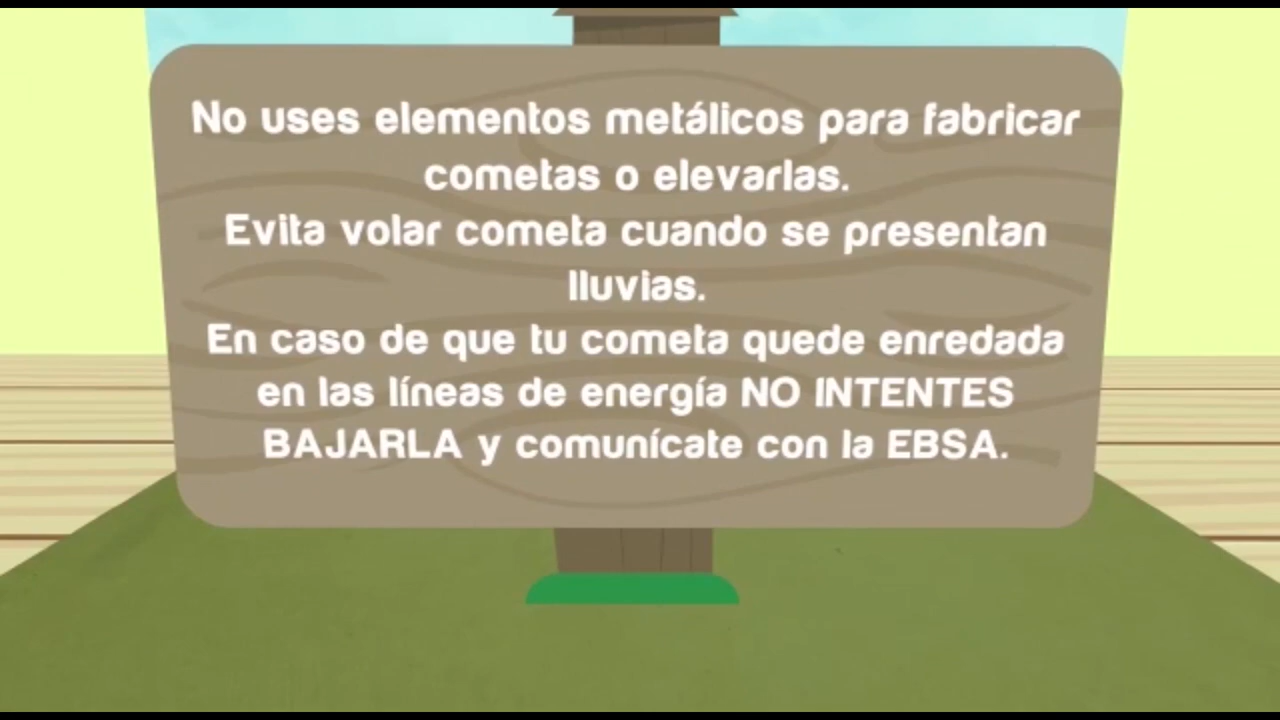 No uses elementos metálicos para fabricar
cometas o elevarlas.
Evita volar cometa cuando se presentan
lluvias.
En caso de que tu cometa quede enredada
en las líneas de energía NO INTENTES
BAJARLA y comunícate con la EBSA.